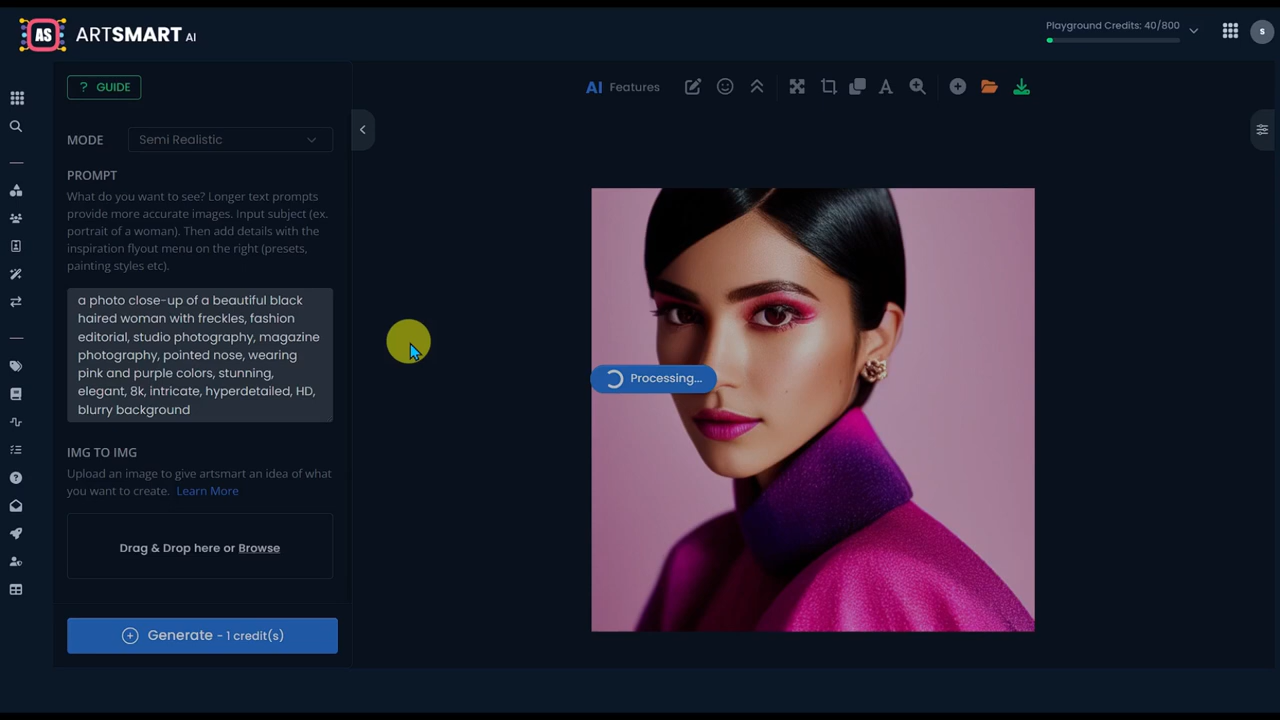 AS ARTSMART AI
Playground Credits: 40/800
S
? GUIDE
AI Features
MODE Semi Realistic
PROMPT
What do you want to see? Longer text prompts
provide more accurate images. Input subject (ex.
portrait of a woman). Then add details with the
inspiration flyout menu on the right (presets,
painting styles etc).
a photo close-up of a beautiful black
haired woman with freckles, fashion
editorial, studio photography, magazine
photography, pointed nose, wearing
pink and purple colors, stunning,
elegant, 8k, intricate, hyperdetailed, HD,
blurry background
Processing...
IMG TO IMG
Upload an image to give artsmart an idea of what
you want to create. Learn More
Drag & Drop here or Browse
Generate - 1 credit(s)